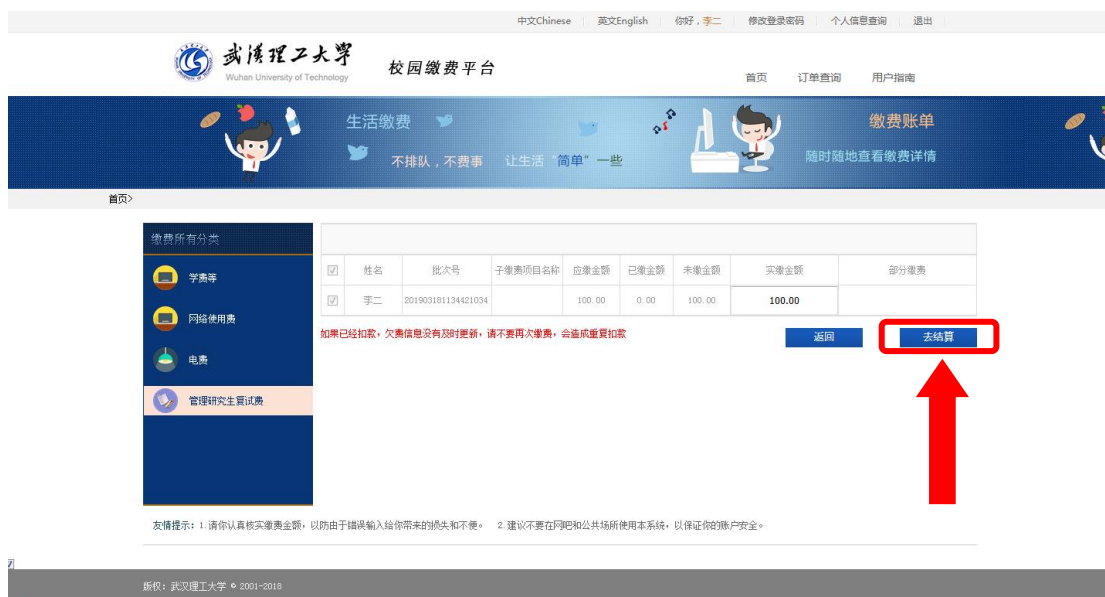 中文Chinese 英文English 你好，李二 修改登录密码 个人信息查询 退出
武汉理工大学
Wuhan University of Technology
校园缴费平台
首页 订单查询 用户指南
生活缴费
不排队，不费事 让生活“简单”一些
缴费账单
随时随地查看缴费详情
首页>
缴费所有分类
学费等
网络使用费
电费
管理研究生复试费
姓名 批次号 子缴费项目名称 应缴金额 已缴金额 未缴金额 实缴金额 部分缴费
李二 201903181134421034 100.00 0.00 100.00 100.00
如果已经扣款，欠费信息没有及时更新，请不要再次缴费，会造成重复扣款
返回 去结算
友情提示：1.请你认真核实缴费金额，以防由于错误输入给你带来的损失和不便。 2.建议不要在网吧和公共场所使用本系统，以保证你的账户安全。
版权：武汉理工大学 © 2001-2018